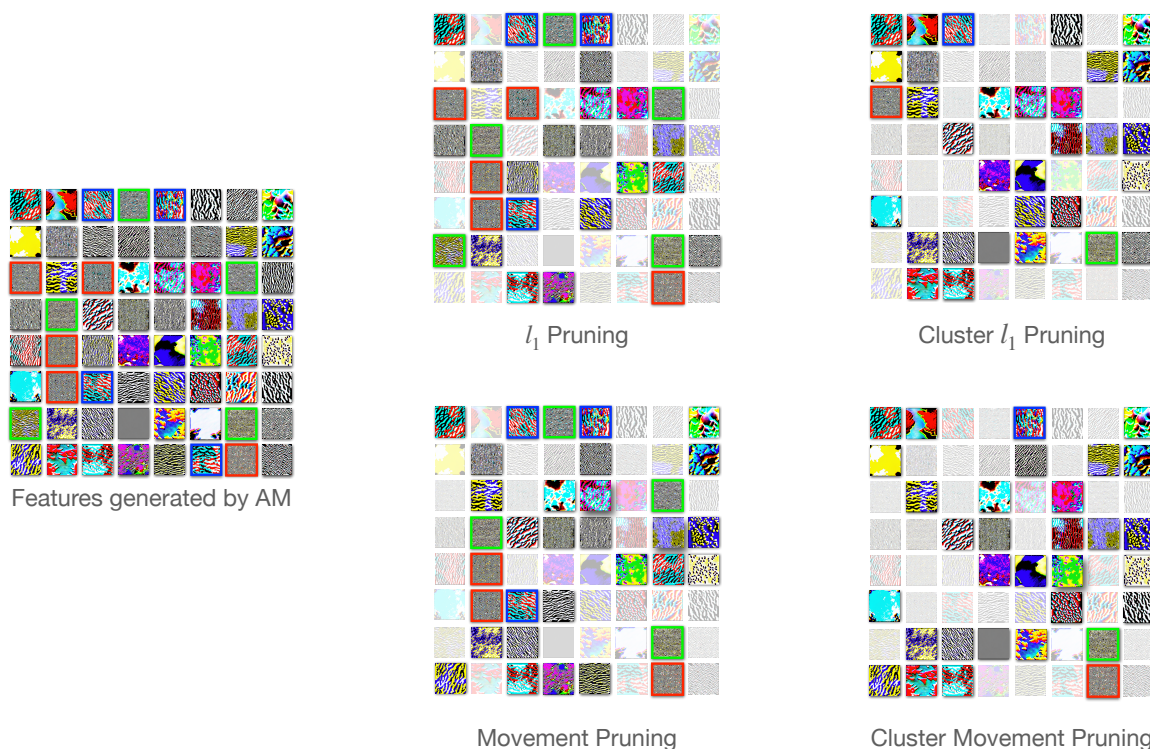 l₁ Pruning
Cluster l₁ Pruning
Features generated by AM
Movement Pruning
Cluster Movement Pruning